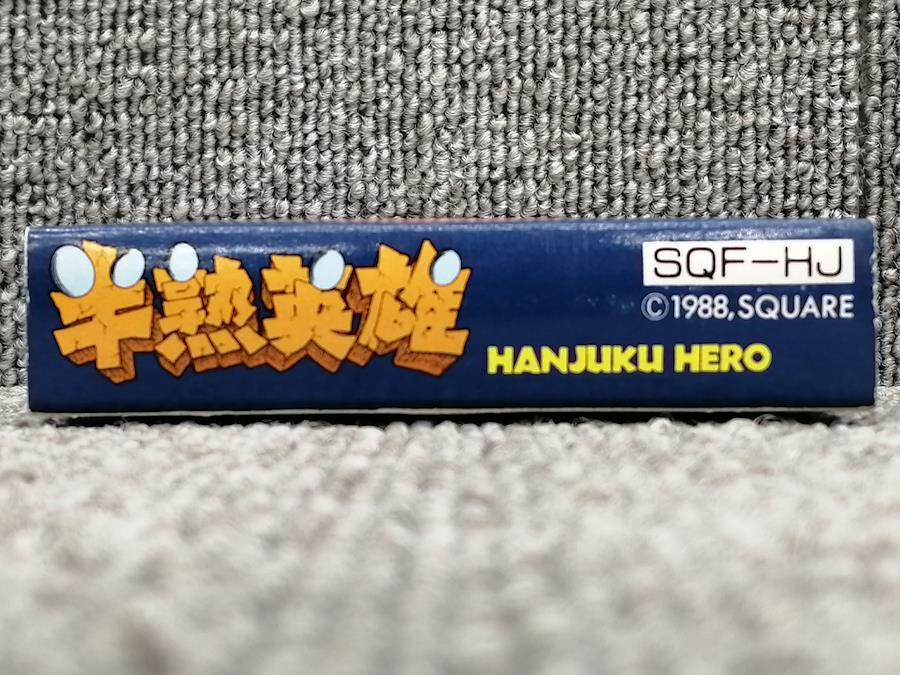 半熟英雄
SQF-HJ
©1988,SQUARE
HANJUKU HERO